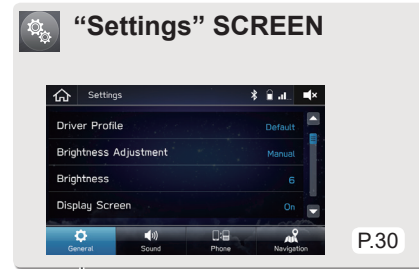 “Settings” SCREEN
Settings
Driver Profile Default
Brightness Adjustment Manual
Brightness 6
Display Screen On
General Sound Phone Navigation
P.30